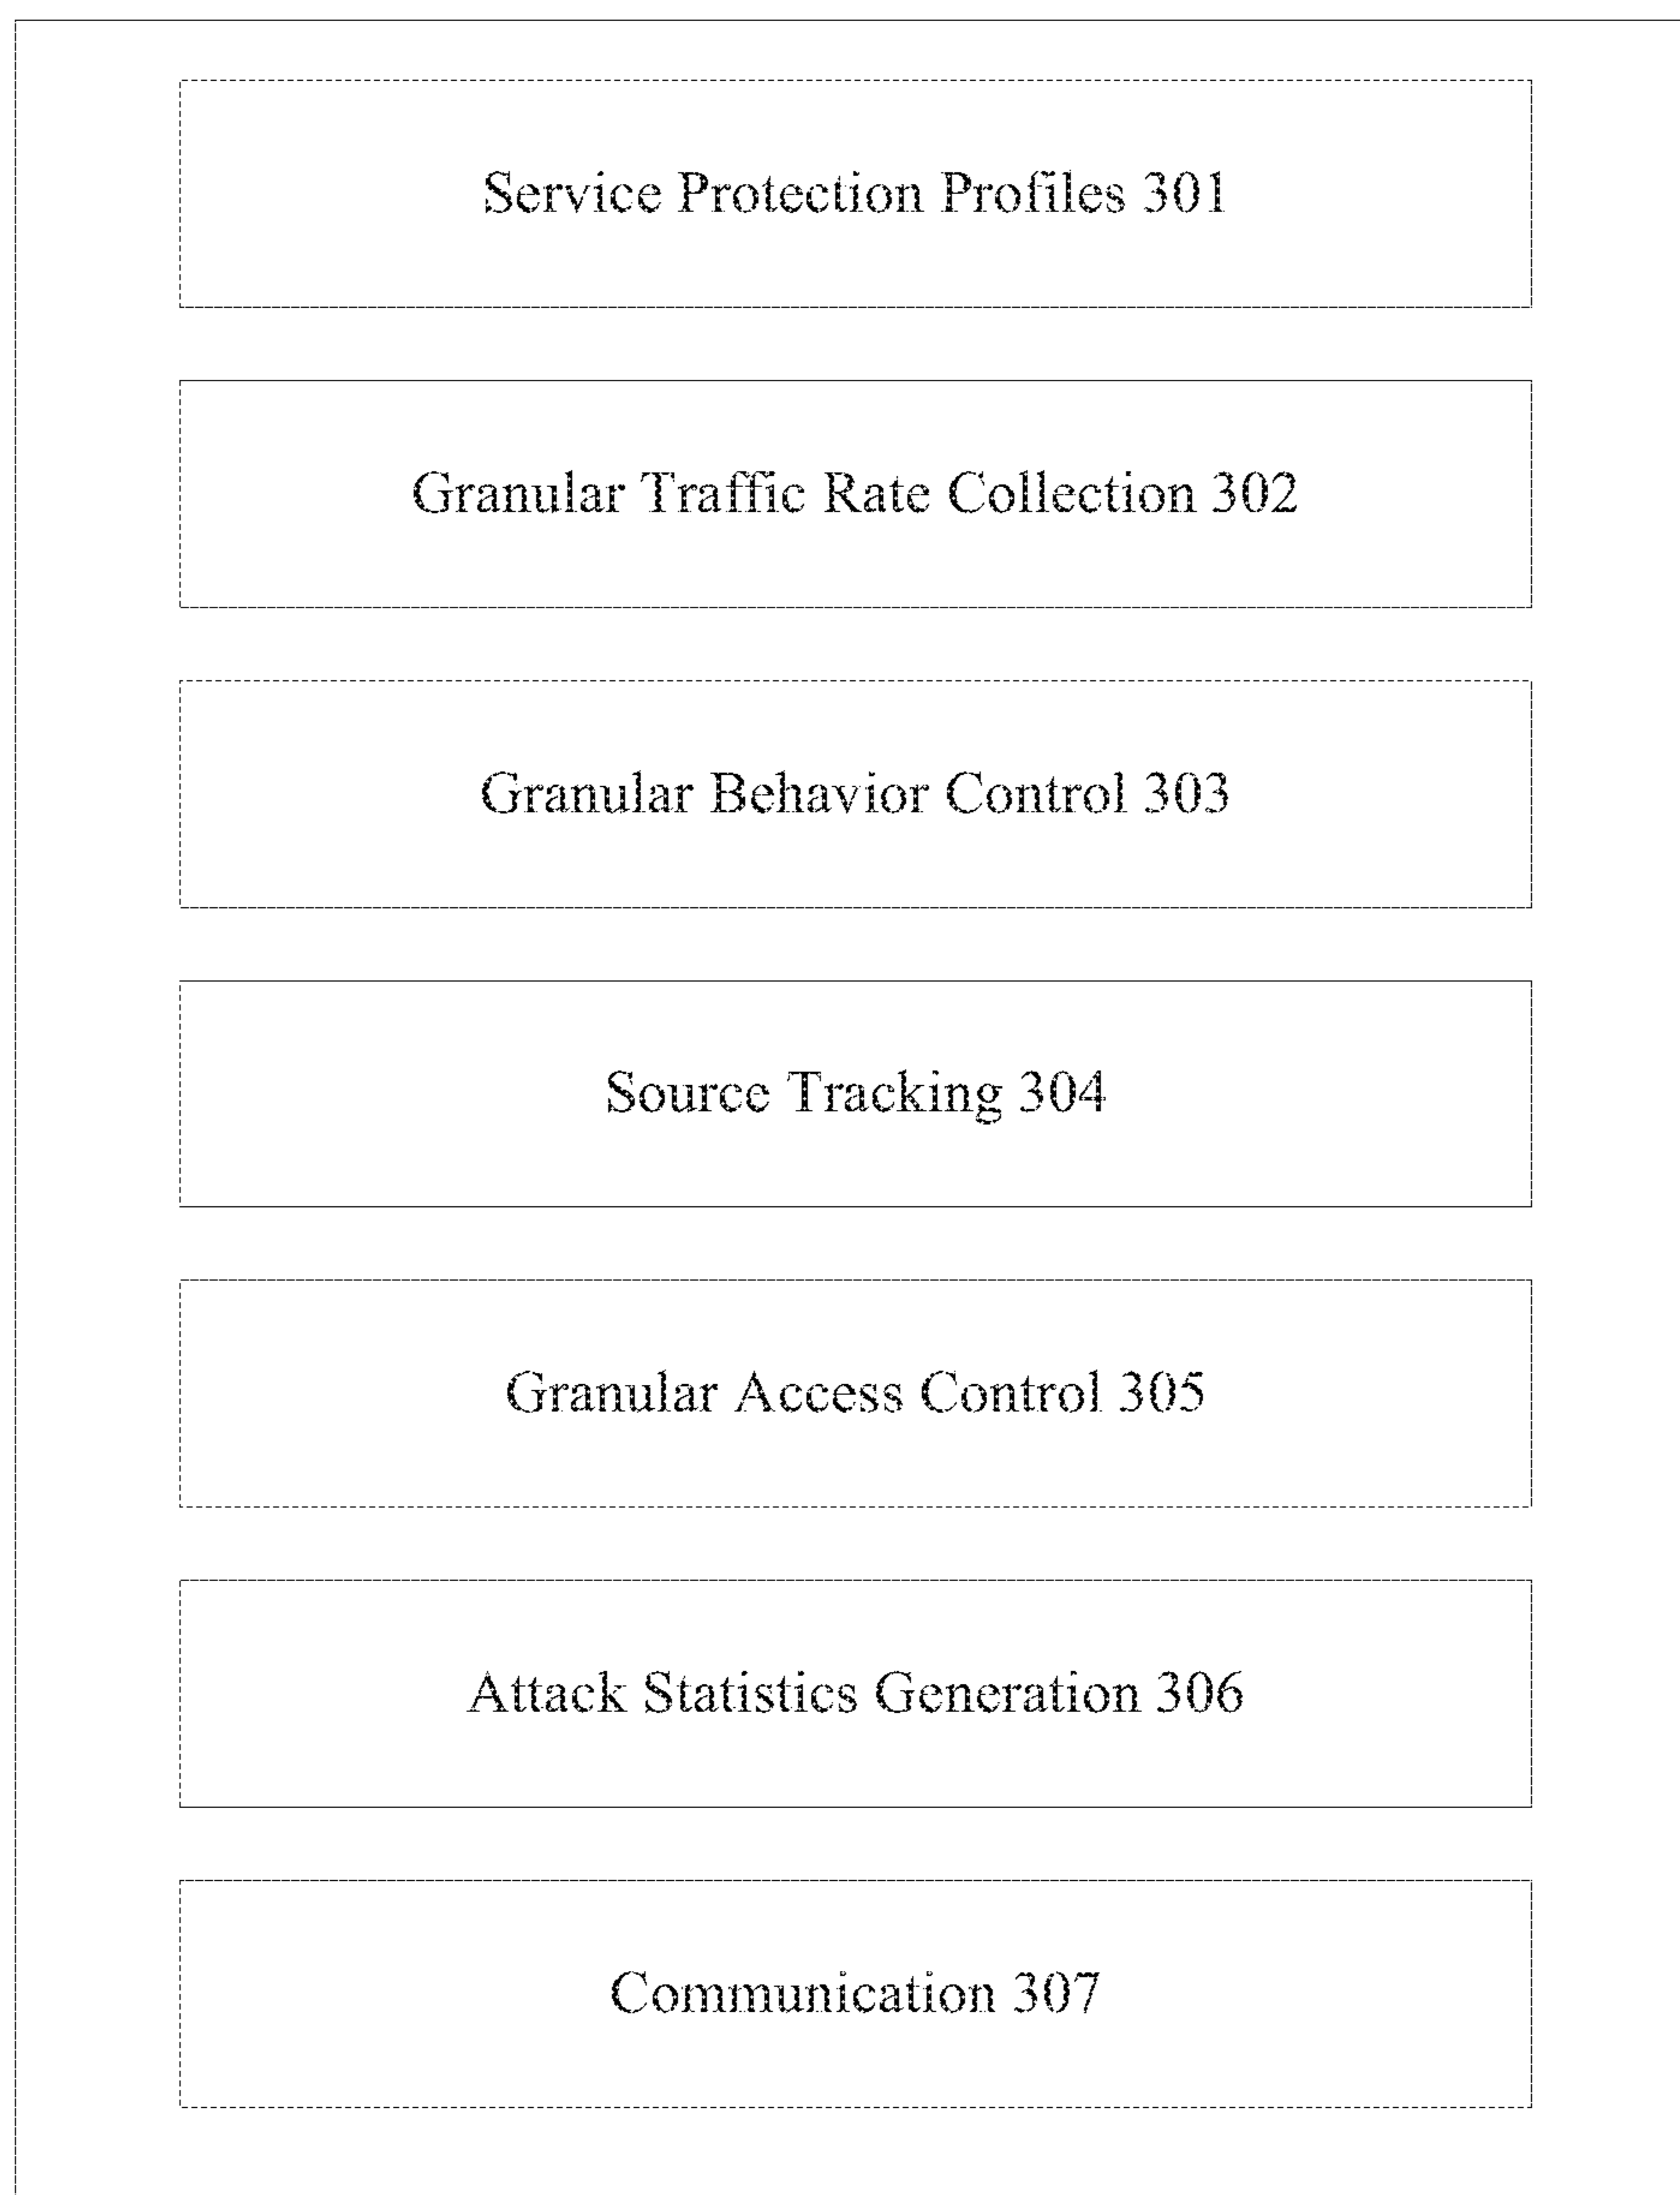 Service Protection Profiles 301
Granular Traffic Rate Collection 302
Granular Behavior Control 303
Source Tracking 304
Granular Access Control 305
Attack Statistics Generation 306
Communication 307